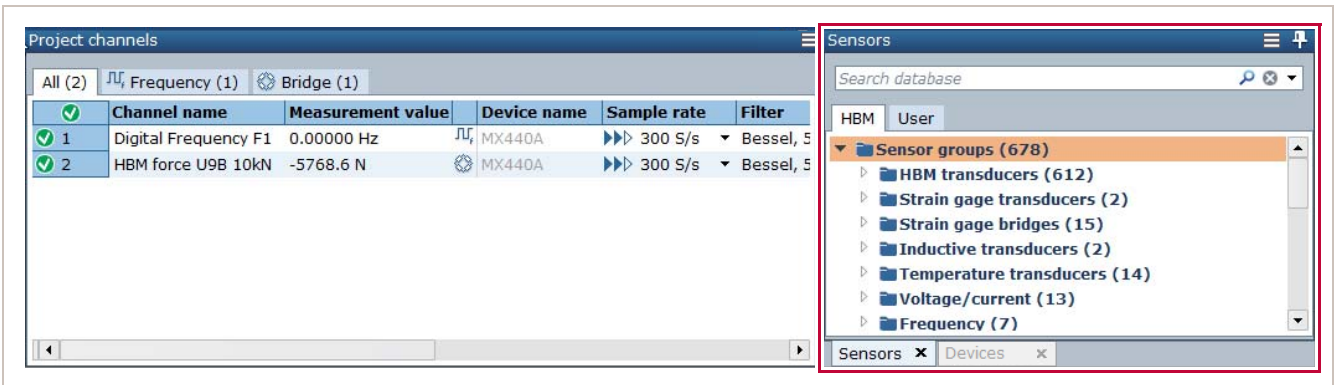 Project channels
All (2) Frequency (1) Bridge (1)
Channel name Measurement value Device name Sample rate Filter
1 Digital Frequency F1 0.00000 Hz MX440A 300 S/s Bessel, 5
2 HBM force U9B 10kN -5768.6 N MX440A 300 S/s Bessel, 5
Sensors
Search database
HBM User
Sensor groups (678)
HBM transducers (612)
Strain gage transducers (2)
Strain gage bridges (15)
Inductive transducers (2)
Temperature transducers (14)
Voltage/current (13)
Frequency (7)
Sensors Devices